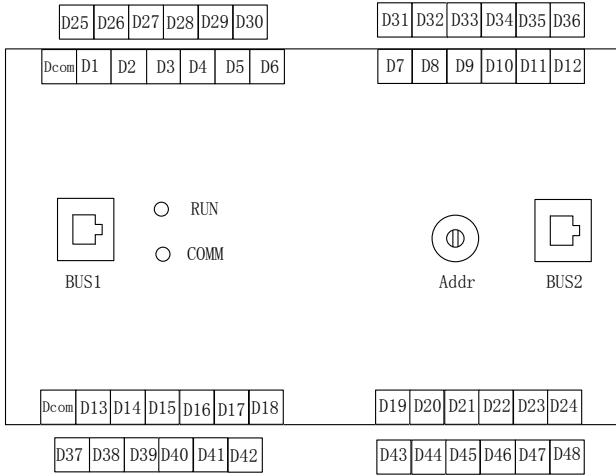 D25 D26 D27 D28 D29 D30 D31 D32 D33 D34 D35 D36
Dcom D1 D2 D3 D4 D5 D6 D7 D8 D9 D10 D11 D12
RUN
COMM
BUS1 Addr BUS2
Dcom D13 D14 D15 D16 D17 D18 D19 D20 D21 D22 D23 D24
D37 D38 D39 D40 D41 D42 D43 D44 D45 D46 D47 D48